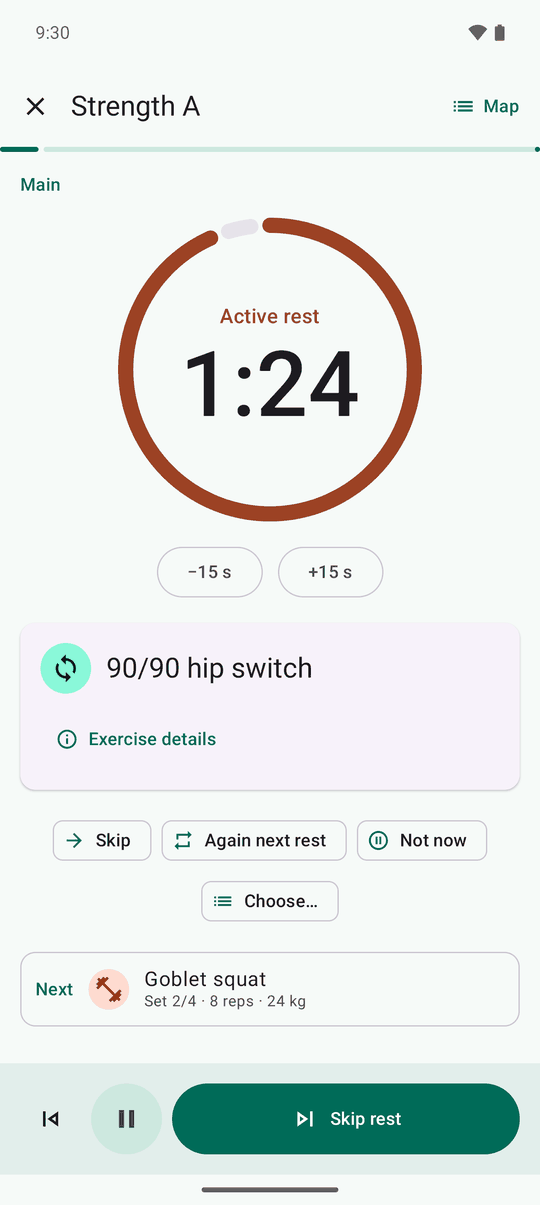 9:30
Strength A
Map
Main
Active rest
1:24
−15 s
+15 s
90/90 hip switch
Exercise details
Skip
Again next rest
Not now
Choose…
Next
Goblet squat
Set 2/4 · 8 reps · 24 kg
Skip rest